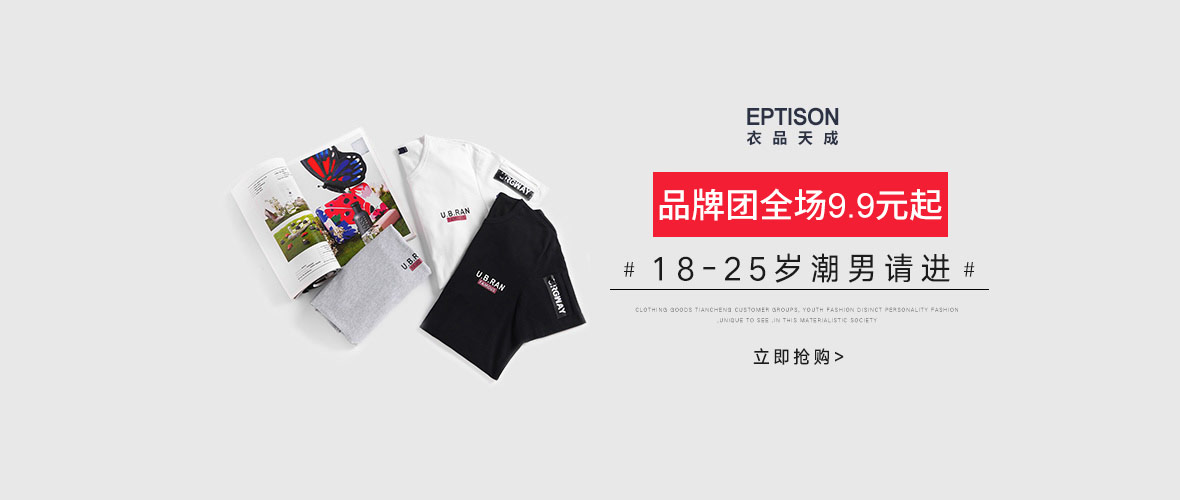 EPTISON
衣品天成
品牌团全场9.9元起
# 18-25岁潮男请进 #
CLOTHING GOODS TIANCHENG CUSTOMER GROUPS, YOUTH FASHION DISINCT PERSONALITY FASHION
,UNIQUE TO SEE .IN THIS MATERIALISTIC SOCIETY
立即抢购>
U.B.RAN
U.B.RAN
U.B.RAN